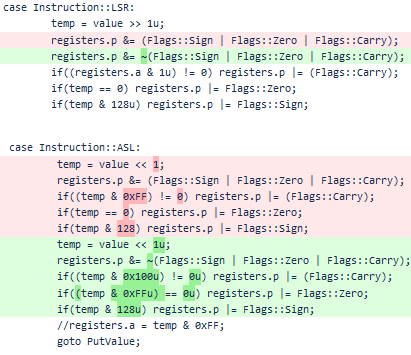 case Instruction::LSR:
temp = value >> 1u;
registers.p &= (Flags::Sign | Flags::Zero | Flags::Carry);
registers.p &= ~(Flags::Sign | Flags::Zero | Flags::Carry);
if((registers.a & 1u) != 0) registers.p |= (Flags::Carry);
if(temp == 0) registers.p |= Flags::Zero;
if(temp & 128u) registers.p |= Flags::Sign;
case Instruction::ASL:
temp = value << 1;
registers.p &= (Flags::Sign | Flags::Zero | Flags::Carry);
if((temp & 0xFF) != 0) registers.p |= (Flags::Carry);
if(temp == 0) registers.p |= Flags::Zero;
if(temp & 128) registers.p |= Flags::Sign;
temp = value << 1u;
registers.p &= ~(Flags::Sign | Flags::Zero | Flags::Carry);
if((temp & 0x100u) != 0u) registers.p |= (Flags::Carry);
if((temp & 0xFFu) == 0u) registers.p |= Flags::Zero;
if(temp & 128u) registers.p |= Flags::Sign;
//registers.a = temp & 0xFF;
goto PutValue;